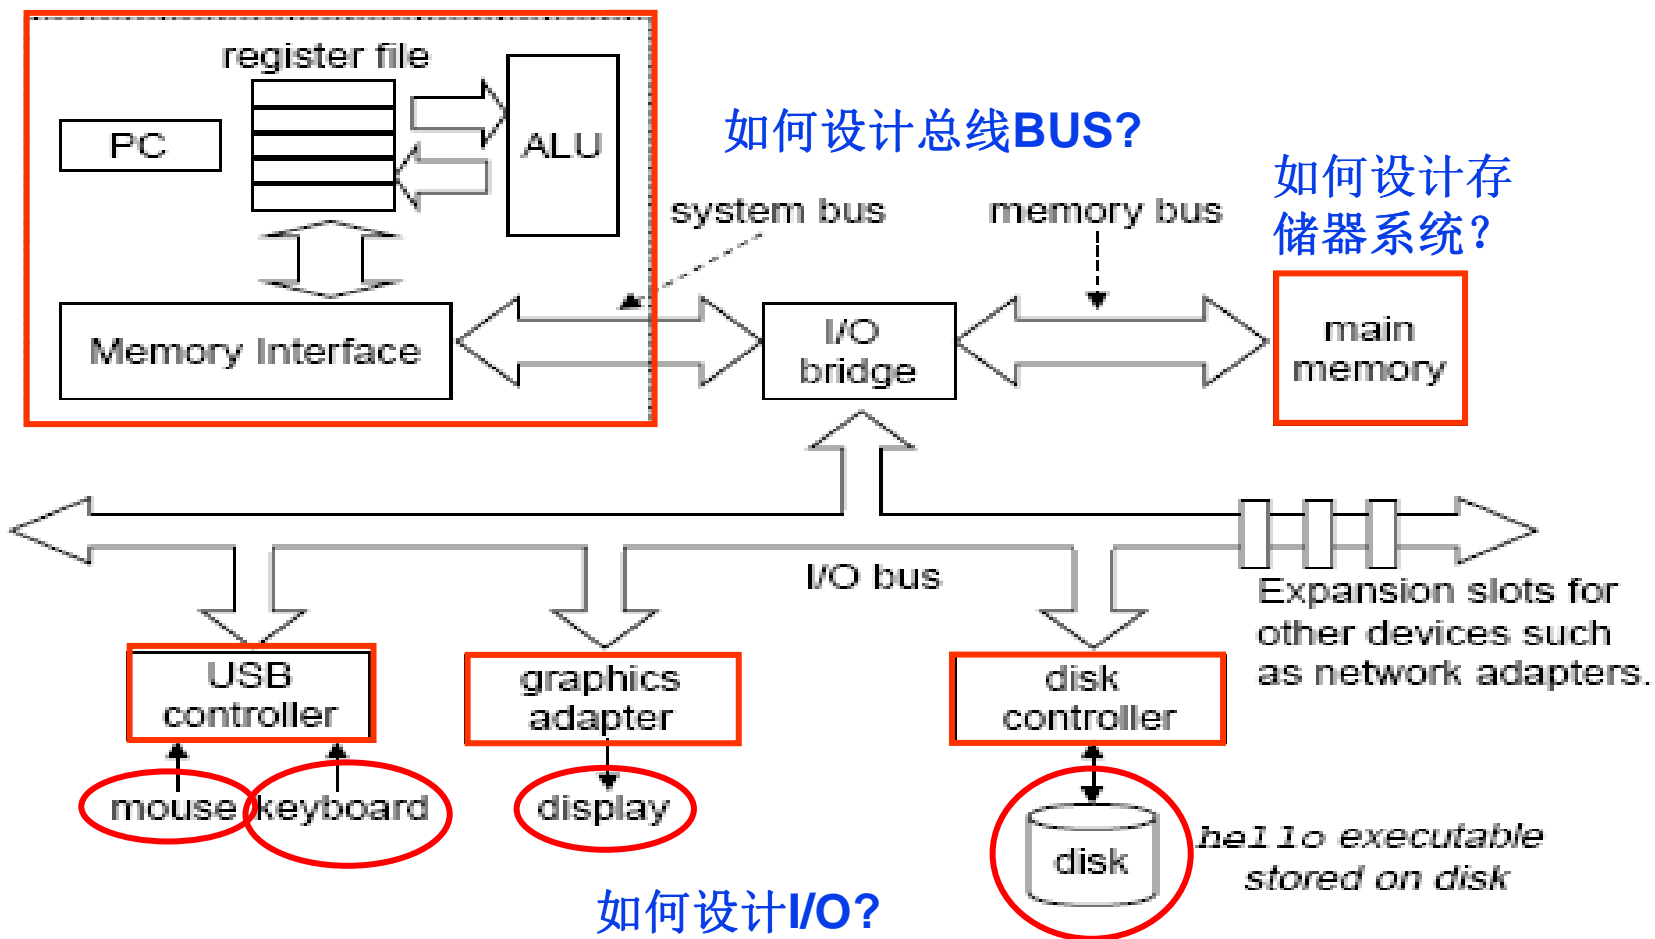 register file
PC
ALU
如何设计总线BUS?
如何设计存
储器系统?
system bus
memory bus
Memory Interface
I/O
bridge
main
memory
I/O bus
Expansion slots for
other devices such
as network adapters.
USB
controller
graphics
adapter
disk
controller
mouse
keyboard
display
disk
hello executable
stored on disk
如何设计I/O?